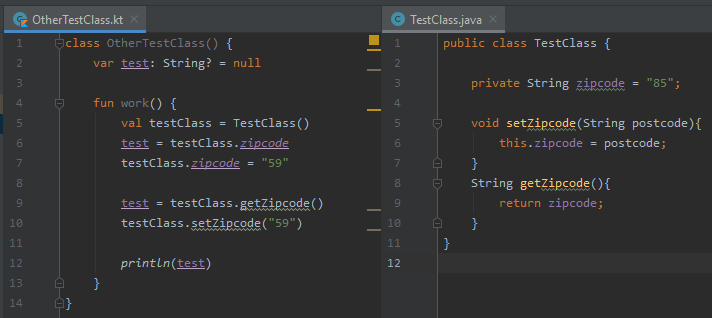 OtherTestClass.kt
1 class OtherTestClass() {
2 var test: String? = null
3
4 fun work() {
5 val testClass = TestClass()
6 test = testClass.zipcode
7 testClass.zipcode = "59"
8
9 test = testClass.getZipcode()
10 testClass.setZipcode("59")
11
12 println(test)
13 }
14 }
TestClass.java
1 public class TestClass {
2
3 private String zipcode = "85";
4
5 void setZipcode(String postcode){
6 this.zipcode = postcode;
7 }
8 String getZipcode(){
9 return zipcode;
10 }
11 }
12